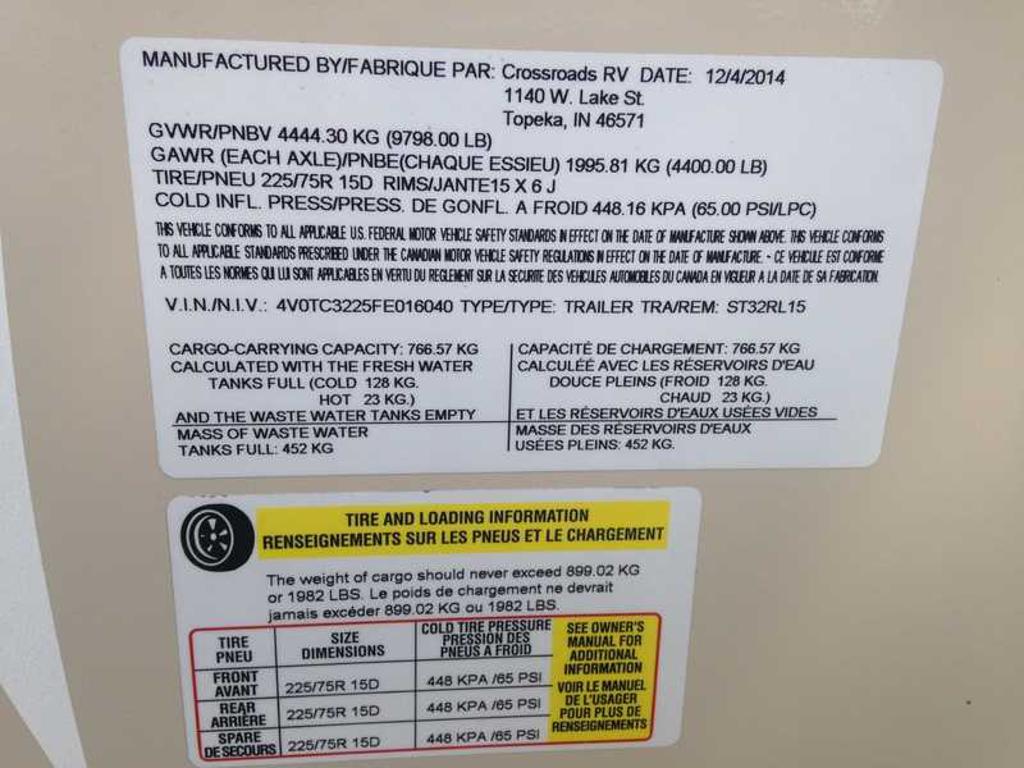 MANUFACTURED BY/FABRIQUE PAR: Crossroads RV DATE: 12/4/2014
1140 W. Lake St.
Topeka, IN 46571
GVWR/PNBV 4444.30 KG (9798.00 LB)
GAWR (EACH AXLE)/PNBE(CHAQUE ESSIEU) 1995.81 KG (4400.00 LB)
TIRE/PNEU 225/75R 15D RIMS/JANTE15 X 6 J
COLD INFL. PRESS/PRESS. DE GONFL. A FROID 448.16 KPA (65.00 PSI/LPC)
THIS VEHICLE CONFORMS TO ALL APPLICABLE U.S. FEDERAL MOTOR VEHICLE SAFETY STANDARDS IN EFFECT ON THE DATE OF MANUFACTURE SHOWN ABOVE. THIS VEHICLE CONFORMS
TO ALL APPLICABLE STANDARDS PRESCRIBED UNDER THE CANADIAN MOTOR VEHICLE SAFETY REGULATIONS IN EFFECT ON THE DATE OF MANUFACTURE. - CE VEHICULE EST CONFORME
A TOUTES LES NORMES QUI LUI SONT APPLICABLES EN VERTU DU REGLEMENT SUR LA SECURITE DES VEHICULES AUTOMOBILES DU CANADA EN VIGUEUR A LA DATE DE SA FABRICATION.
V.I.N./N.I.V.: 4V0TC3225FE016040 TYPE/TYPE: TRAILER TRA/REM: ST32RL15
CARGO-CARRYING CAPACITY: 766.57 KG
CALCULATED WITH THE FRESH WATER
TANKS FULL (COLD 128 KG.
HOT 23 KG.)
AND THE WASTE WATER TANKS EMPTY
MASS OF WASTE WATER
TANKS FULL: 452 KG
CAPACITÉ DE CHARGEMENT: 766.57 KG
CALCULÉE AVEC LES RÉSERVOIRS D'EAU
DOUCE PLEINS (FROID 128 KG.
CHAUD 23 KG.)
ET LES RÉSERVOIRS D'EAUX USÉES VIDES
MASSE DES RÉSERVOIRS D'EAUX
USÉES PLEINS: 452 KG.
TIRE AND LOADING INFORMATION
RENSEIGNEMENTS SUR LES PNEUS ET LE CHARGEMENT
The weight of cargo should never exceed 899.02 KG
or 1982 LBS. Le poids de chargement ne devrait
jamais excéder 899.02 KG ou 1982 LBS.
TIRE
PNEU
SIZE
DIMENSIONS
COLD TIRE PRESSURE
PRESSION DES
PNEUS A FROID
FRONT
AVANT
225/75R 15D
448 KPA /65 PSI
REAR
ARRIÈRE
225/75R 15D
448 KPA /65 PSI
SPARE
DE SECOURS
225/75R 15D
448 KPA /65 PSI
SEE OWNER'S
MANUAL FOR
ADDITIONAL
INFORMATION
VOIR LE MANUEL
DE L'USAGER
POUR PLUS DE
RENSEIGNEMENTS